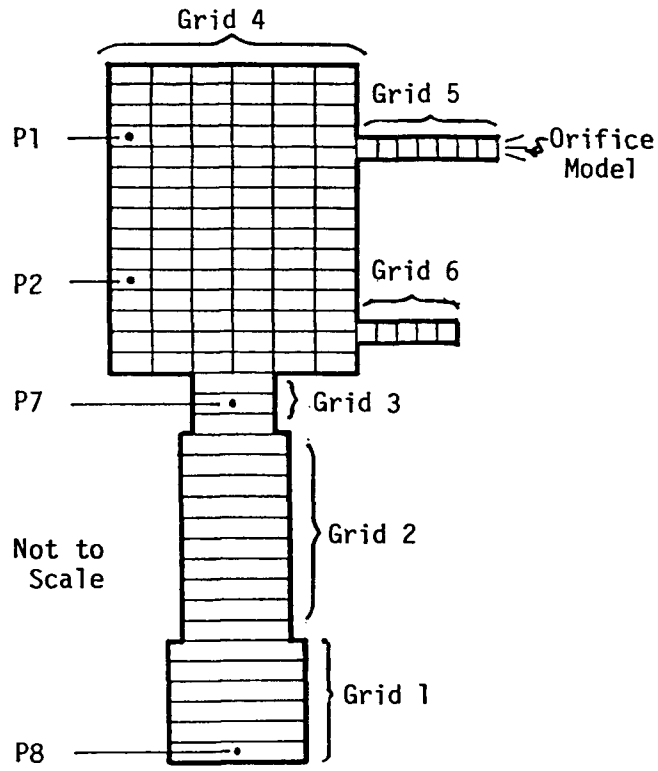 Grid 4
Grid 5
P1
Orifice
Model
Grid 6
P2
P7
Grid 3
Grid 2
Not to
Scale
Grid 1
P8